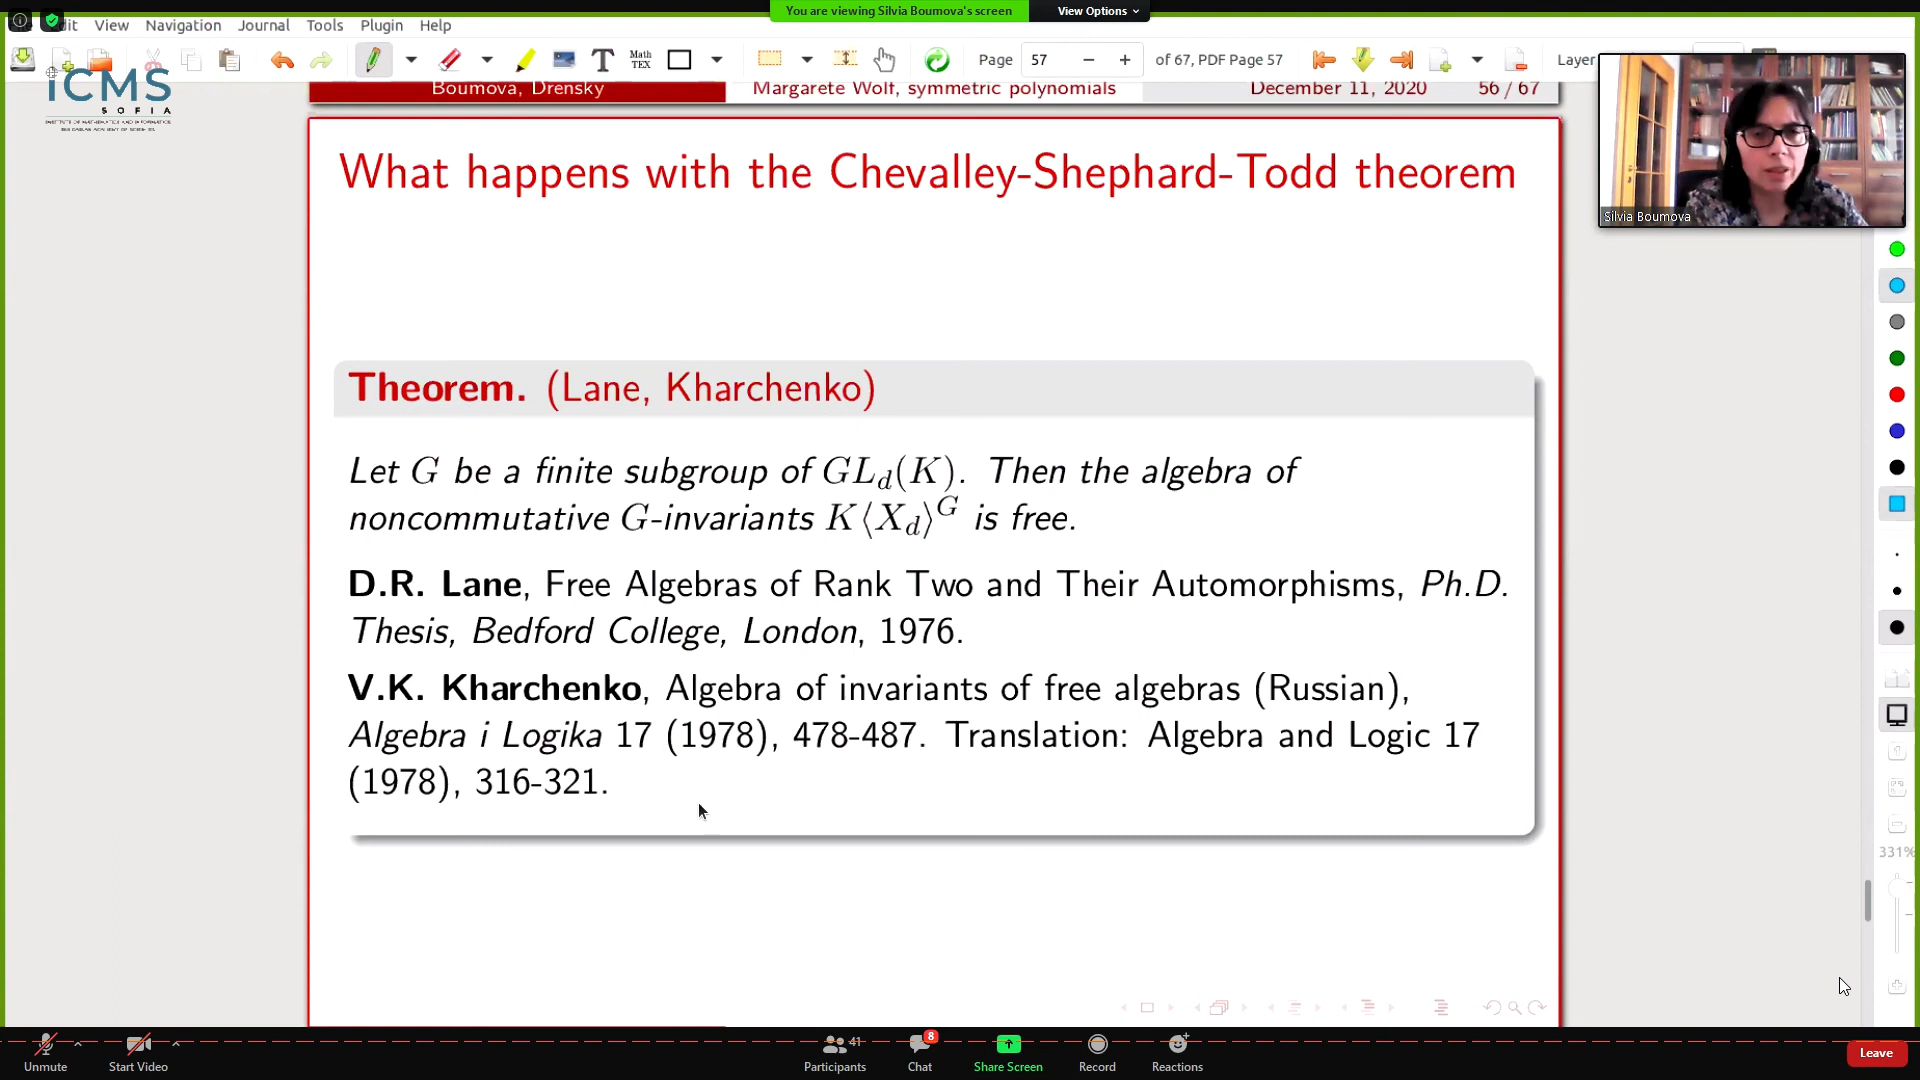 You are viewing Silvia Boumova's screen View Options
View Navigation Journal Tools Plugin Help
Math TEX Page 57 of 67, PDF Page 57 Layer
iCMS
SOFIA
Boumova, Drensky Margarete Wolf, symmetric polynomials December 11, 2020 56 / 67
What happens with the Chevalley-Shephard-Todd theorem
Silvia Boumova
Theorem. (Lane, Kharchenko)
Let G be a finite subgroup of GL_d(K). Then the algebra of
noncommutative G-invariants K⟨X_d⟩^G is free.
D.R. Lane, Free Algebras of Rank Two and Their Automorphisms, Ph.D.
Thesis, Bedford College, London, 1976.
V.K. Kharchenko, Algebra of invariants of free algebras (Russian),
Algebra i Logika 17 (1978), 478-487. Translation: Algebra and Logic 17
(1978), 316-321.
331%
Unmute Start Video Participants 41 Chat 8 Share Screen Record Reactions Leave